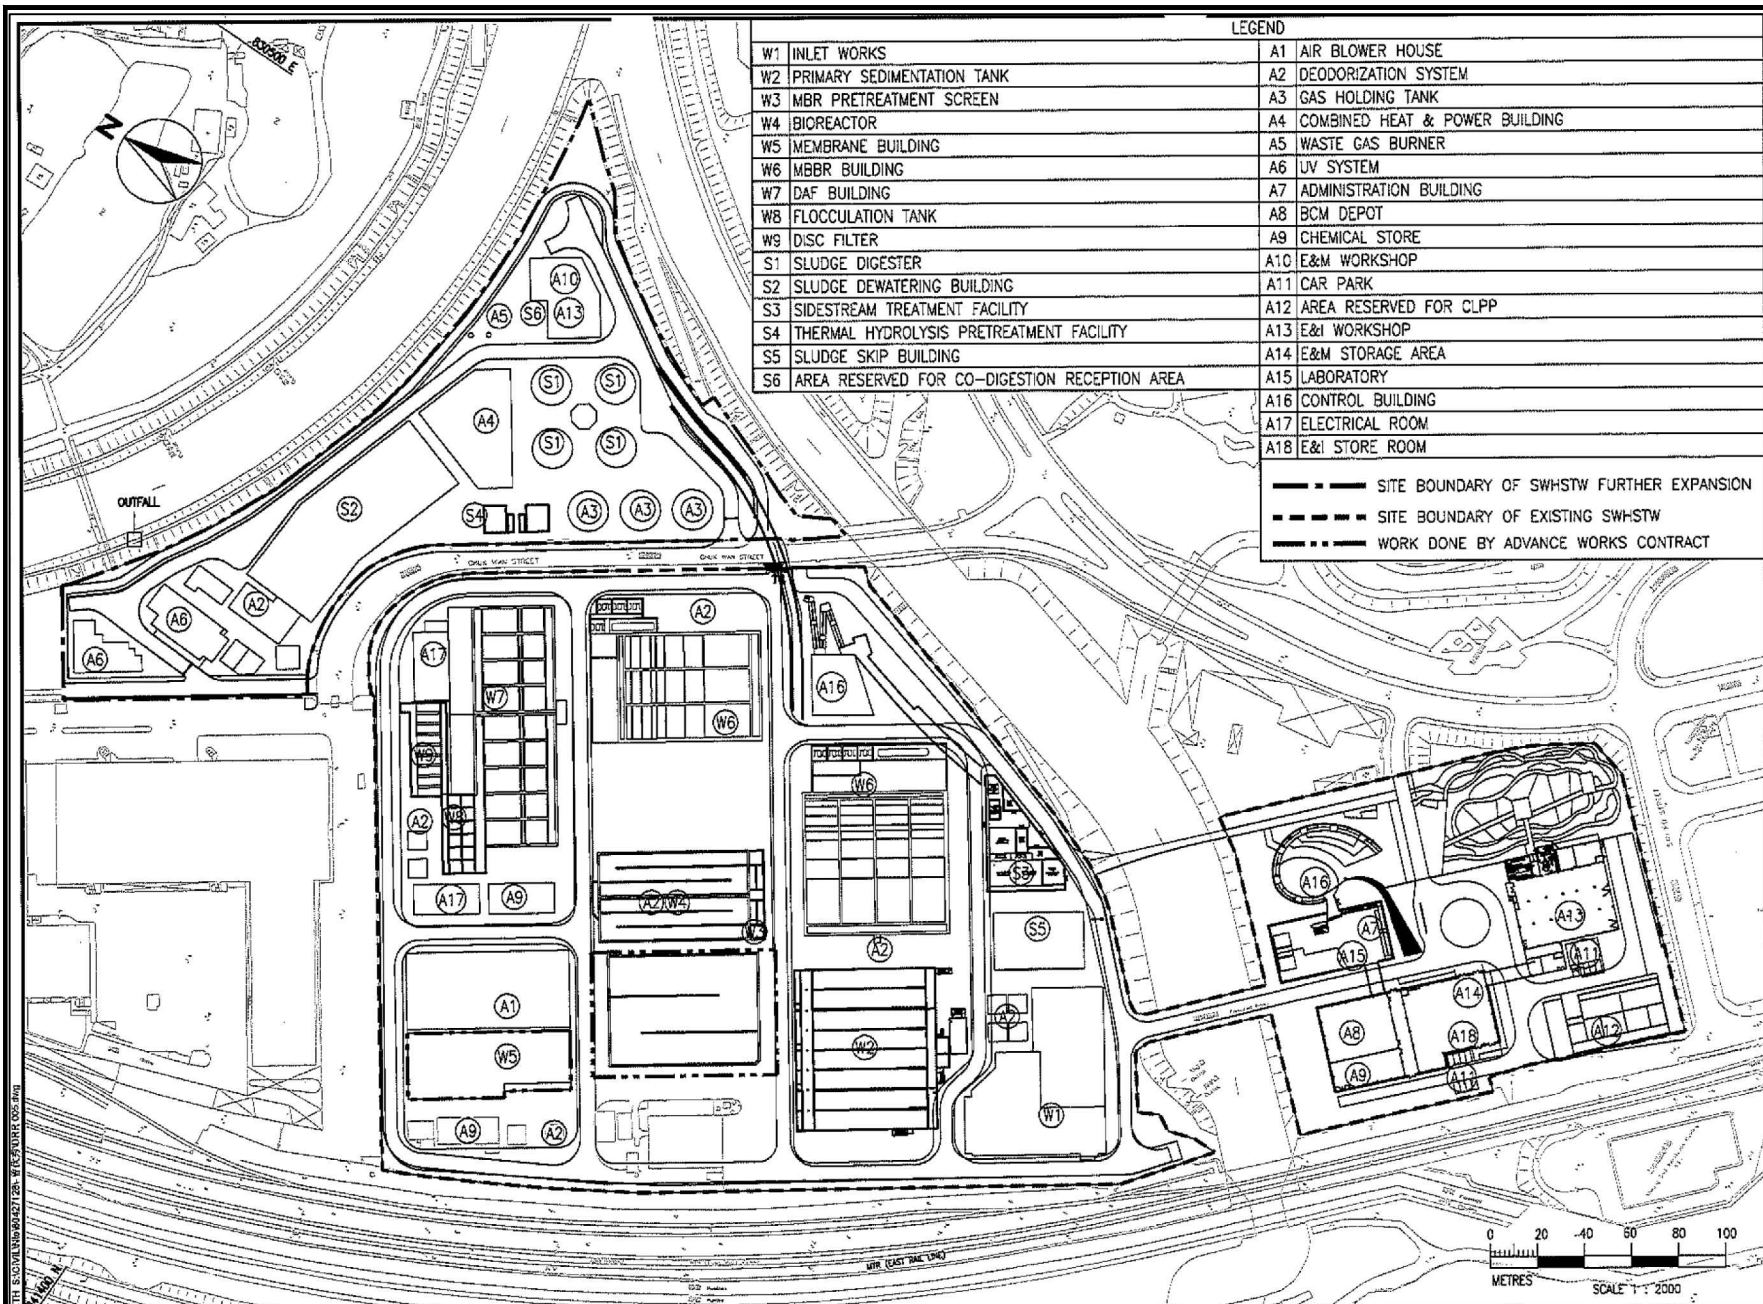 LEGEND
W1 INLET WORKS
W2 PRIMARY SEDIMENTATION TANK
W3 MBR PRETREATMENT SCREEN
W4 BIOREACTOR
W5 MEMBRANE BUILDING
W6 MBBR BUILDING
W7 DAF BUILDING
W8 FLOCCULATION TANK
W9 DISC FILTER
S1 SLUDGE DIGESTER
S2 SLUDGE DEWATERING BUILDING
S3 SIDESTREAM TREATMENT FACILITY
S4 THERMAL HYDROLYSIS PRETREATMENT FACILITY
S5 SLUDGE SKIP BUILDING
S6 AREA RESERVED FOR CO-DIGESTION RECEPTION AREA
A1 AIR BLOWER HOUSE
A2 DEODORIZATION SYSTEM
A3 GAS HOLDING TANK
A4 COMBINED HEAT & POWER BUILDING
A5 WASTE GAS BURNER
A6 UV SYSTEM
A7 ADMINISTRATION BUILDING
A8 BCM DEPOT
A9 CHEMICAL STORE
A10 E&M WORKSHOP
A11 CAR PARK
A12 AREA RESERVED FOR CLPP
A13 E&I WORKSHOP
A14 E&M STORAGE AREA
A15 LABORATORY
A16 CONTROL BUILDING
A17 ELECTRICAL ROOM
A18 E&I STORE ROOM
SITE BOUNDARY OF SWHSTW FURTHER EXPANSION
SITE BOUNDARY OF EXISTING SWHSTW
WORK DONE BY ADVANCE WORKS CONTRACT
830500 E
N
A10
A5 S6 A13
S1 S1
A4
S1 S1
OUTFALL
S2
S4 A3 A3 A3
CHUK WAN STREET
CHUK WAN STREET
A2
A6
A6
A2
A17
W7
A16
W6
W9
W6
A2 W8
S3
A16
A17 A9
A2 W4
W3
A2
S5
A7
A15
A13
A11
A1
A2
A14
W5
W2
A8
A18
A12
A9
A11
A9 A2
W1
MTR (EAST RAIL LINE)
0 20 40 60 80 100
METRES
SCALE 1 : 2000